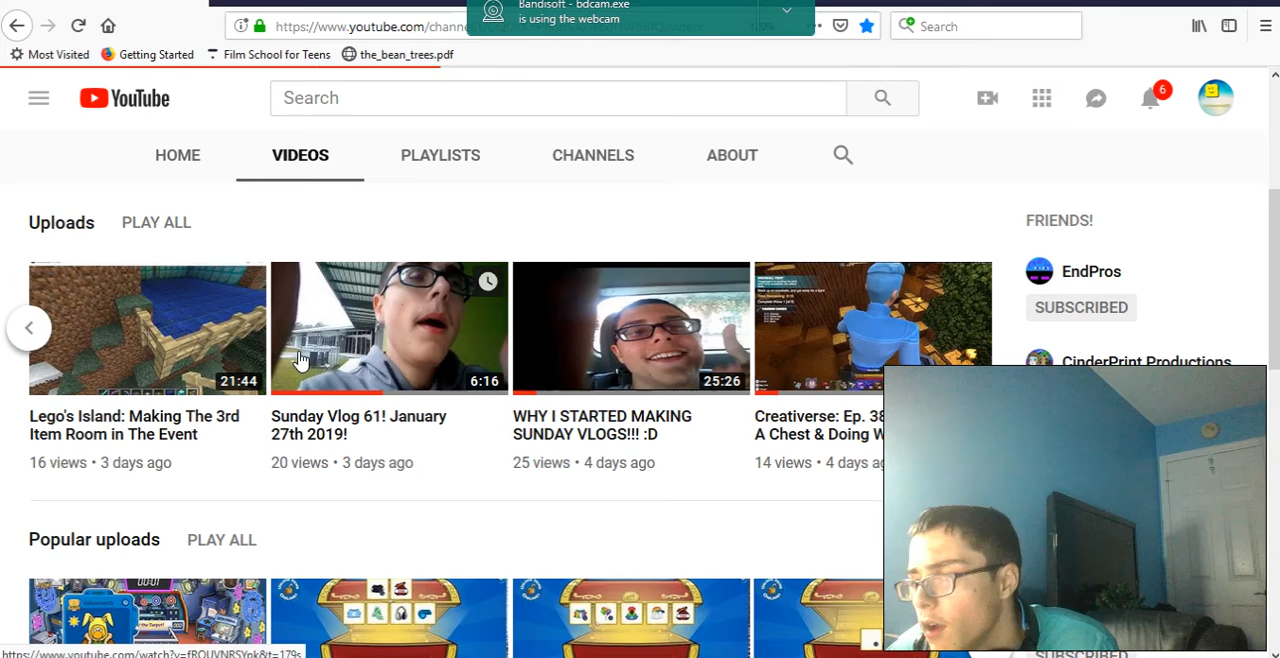 Bandisoft - bdcam.exe
is using the webcam
https://www.youtube.com/chann
Search
Most Visited
Getting Started
Film School for Teens
the_bean_trees.pdf
YouTube
Search
6
HOME
VIDEOS
PLAYLISTS
CHANNELS
ABOUT
Uploads
PLAY ALL
FRIENDS!
EndPros
SUBSCRIBED
CinderPrint Productions
21:44
6:16
25:26
Lego's Island: Making The 3rd
Item Room in The Event
16 views • 3 days ago
Sunday Vlog 61! January
27th 2019!
20 views • 3 days ago
WHY I STARTED MAKING
SUNDAY VLOGS!!! :D
25 views • 4 days ago
Creativerse: Ep. 38
A Chest & Doing W
14 views • 4 days ag
Popular uploads
PLAY ALL
00:01
SUBSCRIBED